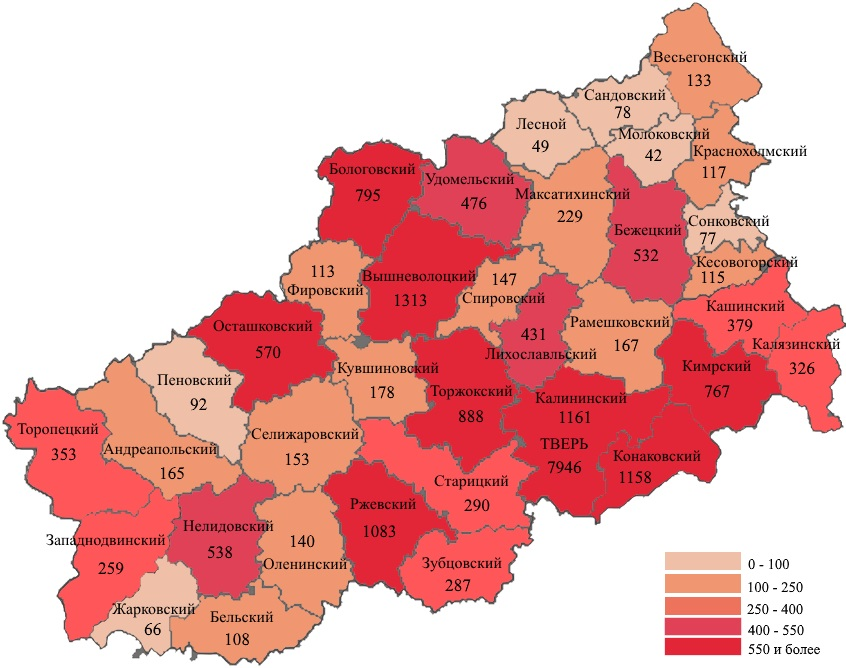 Весьегонский
133
Сандовский
78
Лесной
49
Молоковский
42
Краснохолмский
117
Бологовский
795
Удомельский
476
Максатихинский
229
Бежецкий
532
Сонковский
77
Кесовогорский
115
113
Фировский
Вышневолоцкий
1313
147
Спировский
Кашинский
379
Осташковский
570
431
Лихославльский
Рамешковский
167
Калязинский
326
Пеновский
92
Кувшиновский
178
Торжокский
888
Кимрский
767
Калининский
1161
ТВЕРЬ
7946
Торопецкий
353
Андреапольский
165
Селижаровский
153
Конаковский
1158
Старицкий
290
Ржевский
1083
Нелидовский
538
Западнодвинский
259
140
Оленинский
Зубцовский
287
Жарковский
66
Бельский
108
0 - 100
100 - 250
250 - 400
400 - 550
550 и более